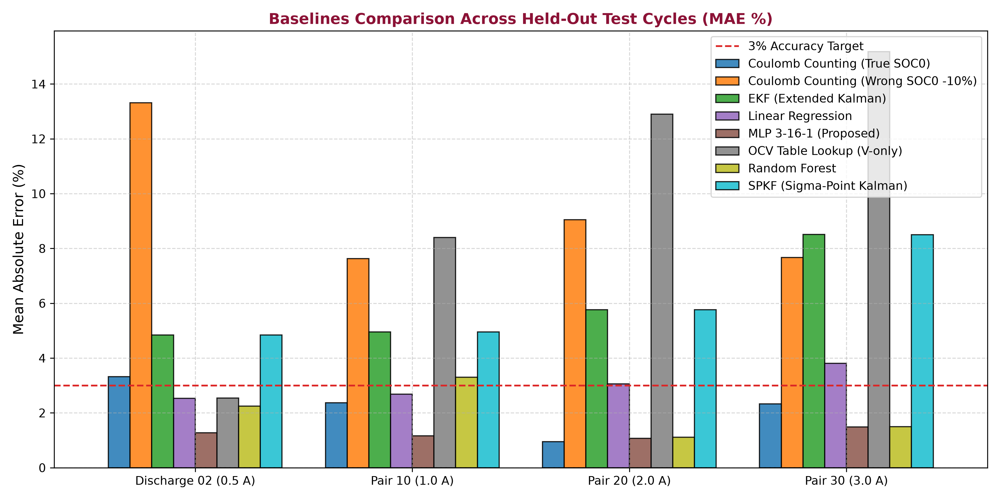 Baselines Comparison Across Held-Out Test Cycles (MAE %)
3% Accuracy Target
Coulomb Counting (True SOC0)
Coulomb Counting (Wrong SOC0 -10%)
EKF (Extended Kalman)
Linear Regression
MLP 3-16-1 (Proposed)
OCV Table Lookup (V-only)
Random Forest
SPKF (Sigma-Point Kalman)
Mean Absolute Error (%)
14
12
10
8
6
4
2
0
Discharge 02 (0.5 A)
Pair 10 (1.0 A)
Pair 20 (2.0 A)
Pair 30 (3.0 A)